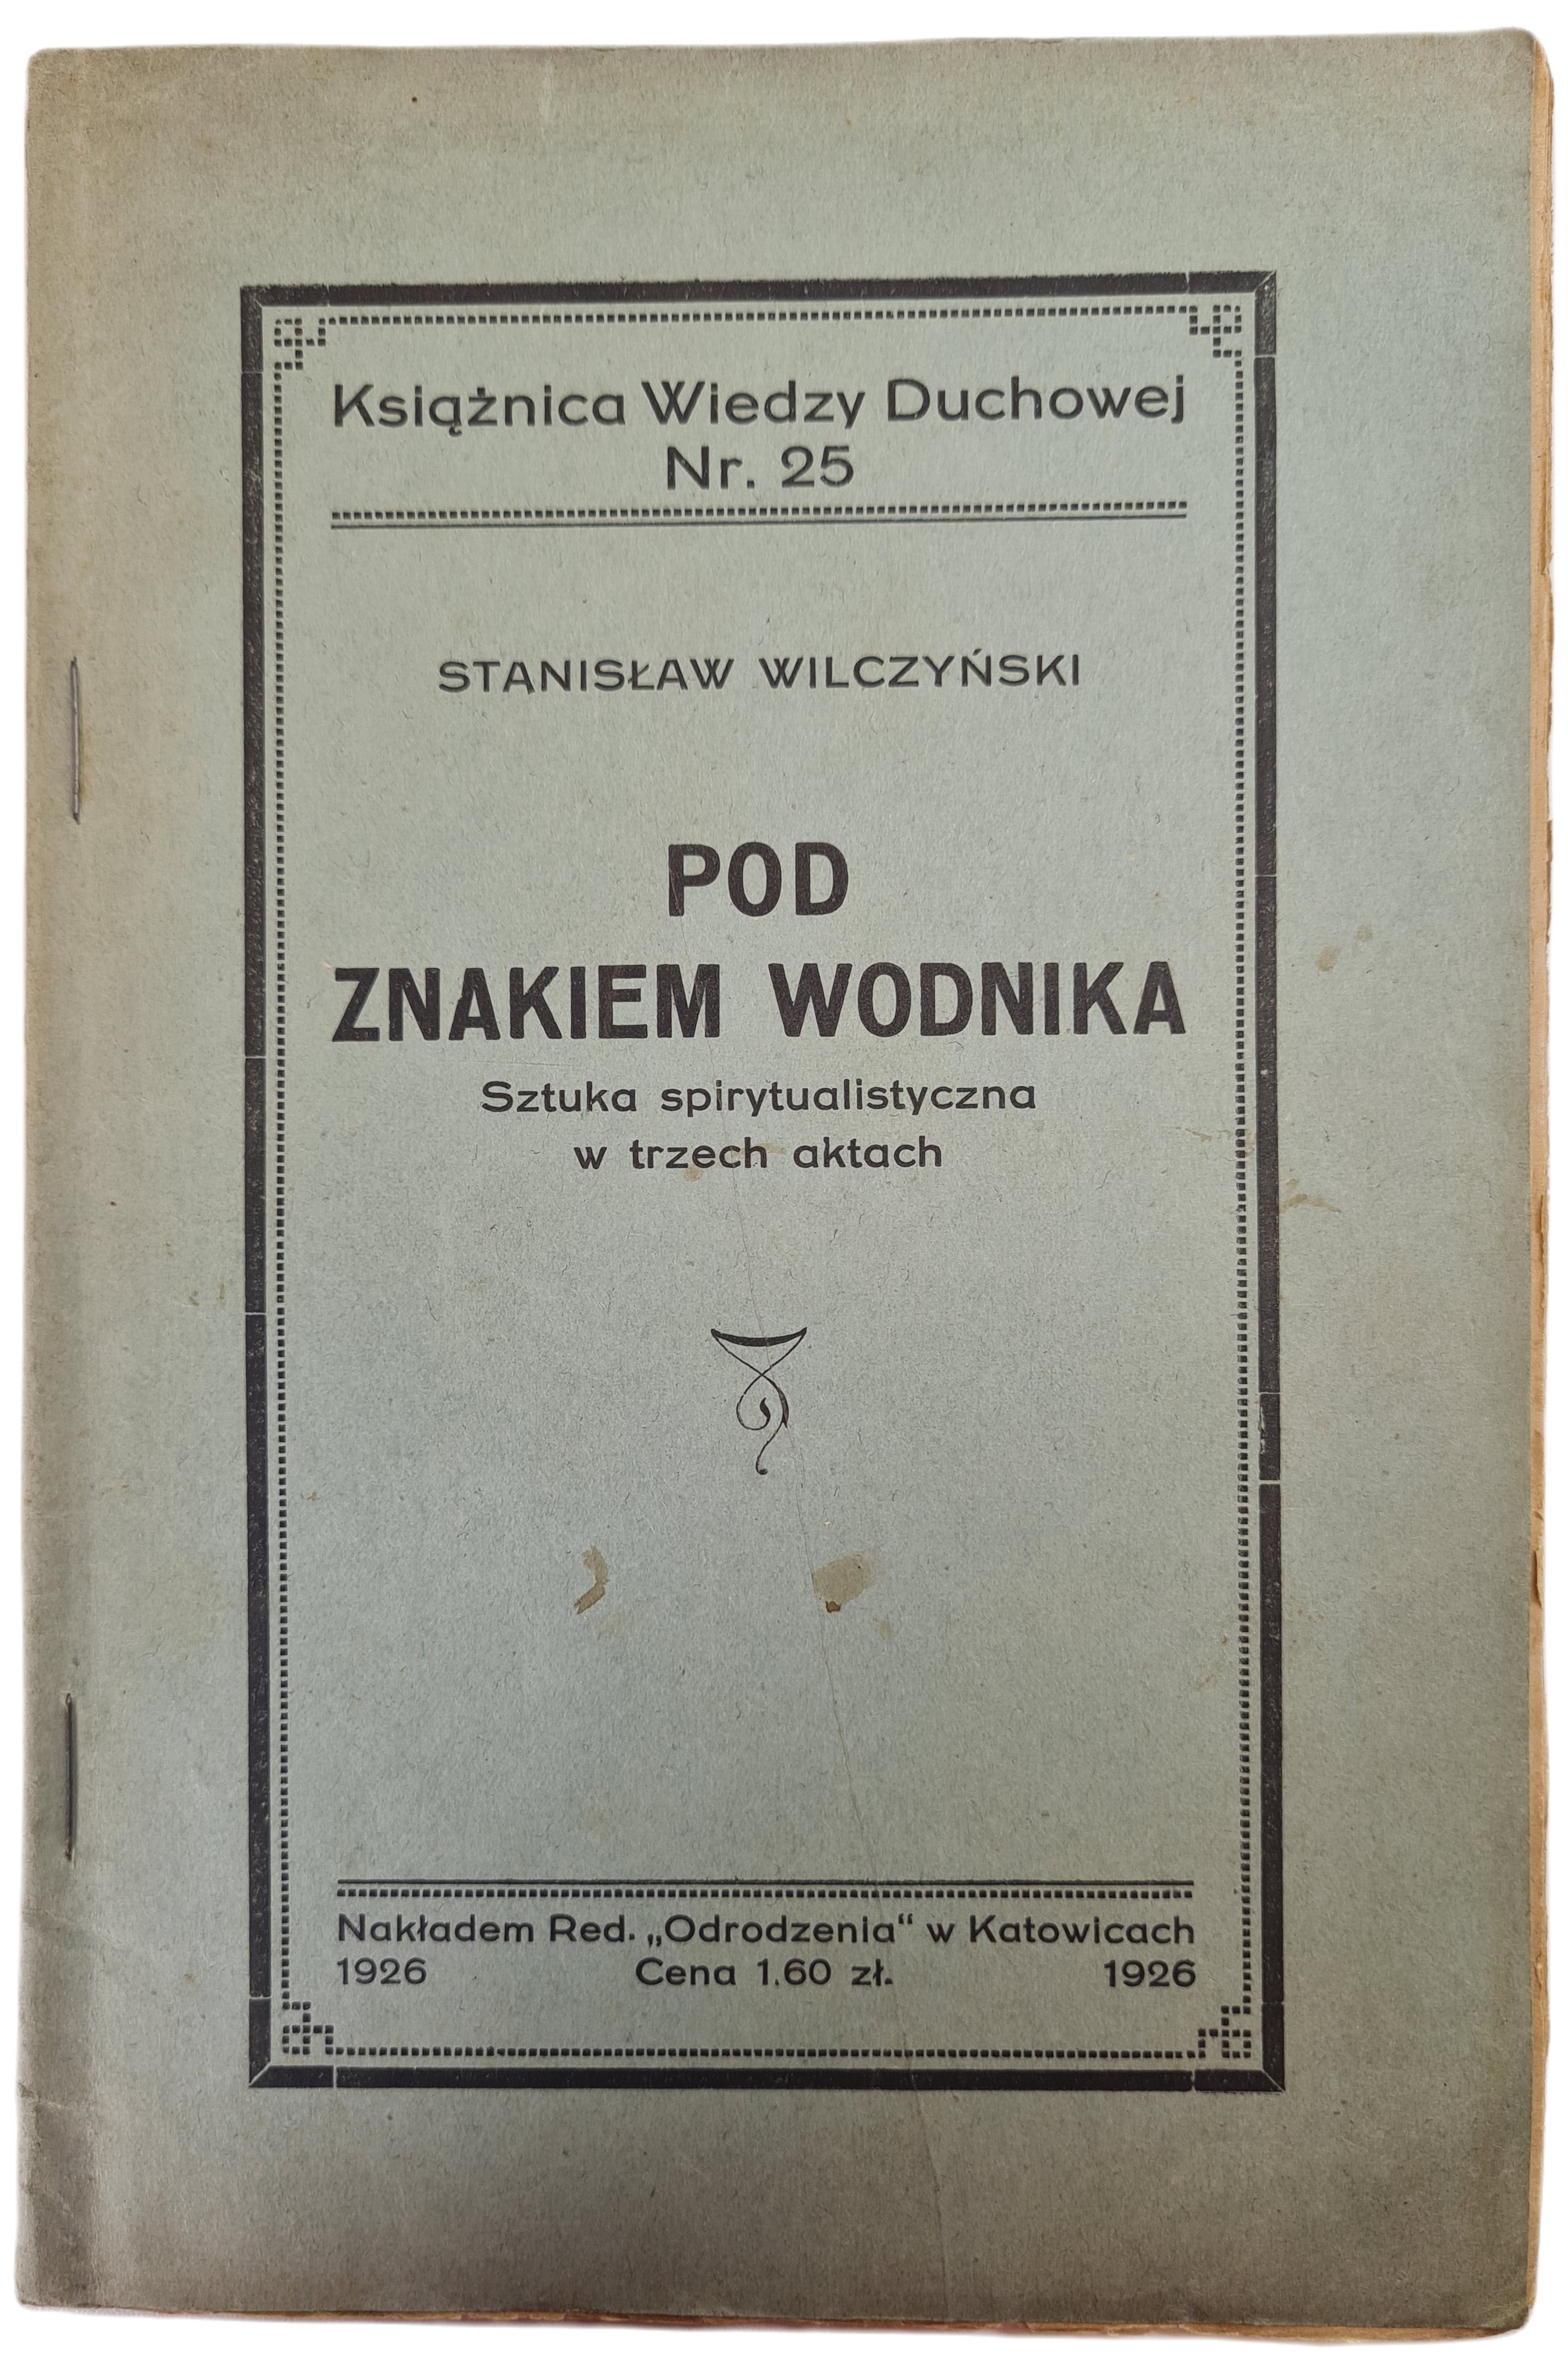 Książnica Wiedzy Duchowej
Nr. 25
STANISŁAW WILCZYŃSKI
POD
ZNAKIEM WODNIKA
Sztuka spirytualistyczna
w trzech aktach
Nakładem Red. „Odrodzenia“ w Katowicach
1926 Cena 1.60 zł. 1926